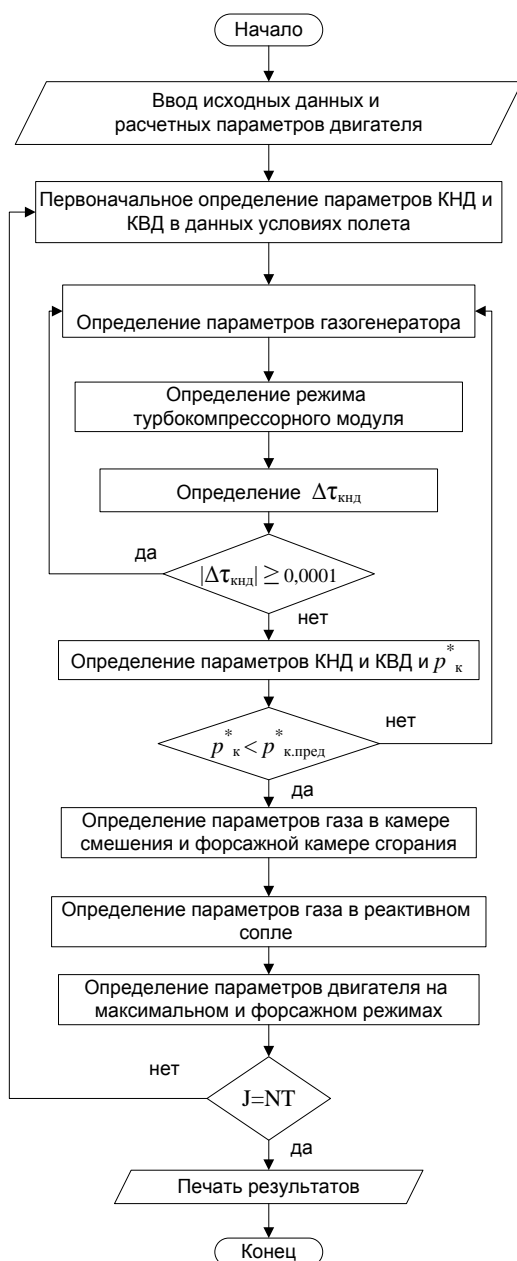 Начало
Ввод исходных данных и
расчетных параметров двигателя
Первоначальное определение параметров КНД и
КВД в данных условиях полета
Определение параметров газогенератора
Определение режима
турбокомпрессорного модуля
Определение Δτкнд
да
|Δτкнд| ≥ 0,0001
нет
Определение параметров КНД и КВД и p*к
нет
p*к < p*к.пред
да
Определение параметров газа в камере
смешения и форсажной камере сгорания
Определение параметров газа в реактивном
сопле
Определение параметров двигателя на
максимальном и форсажном режимах
нет
J=NT
да
Печать результатов
Конец